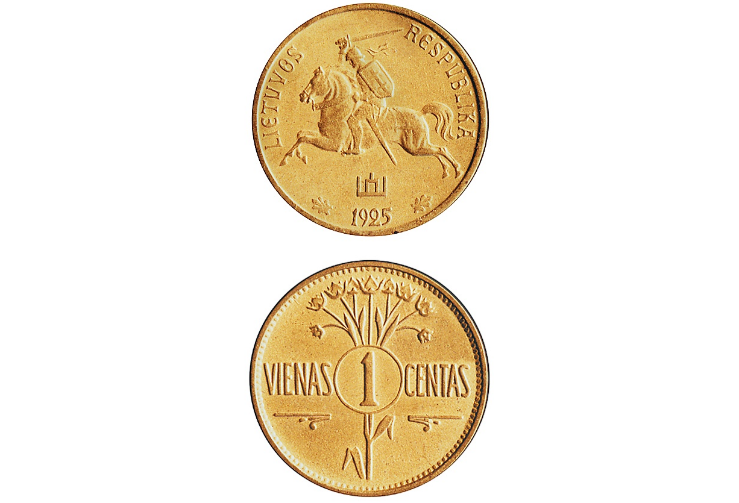 LIETUVOS RESPUBLIKA
1925
VIENAS 1 CENTAS